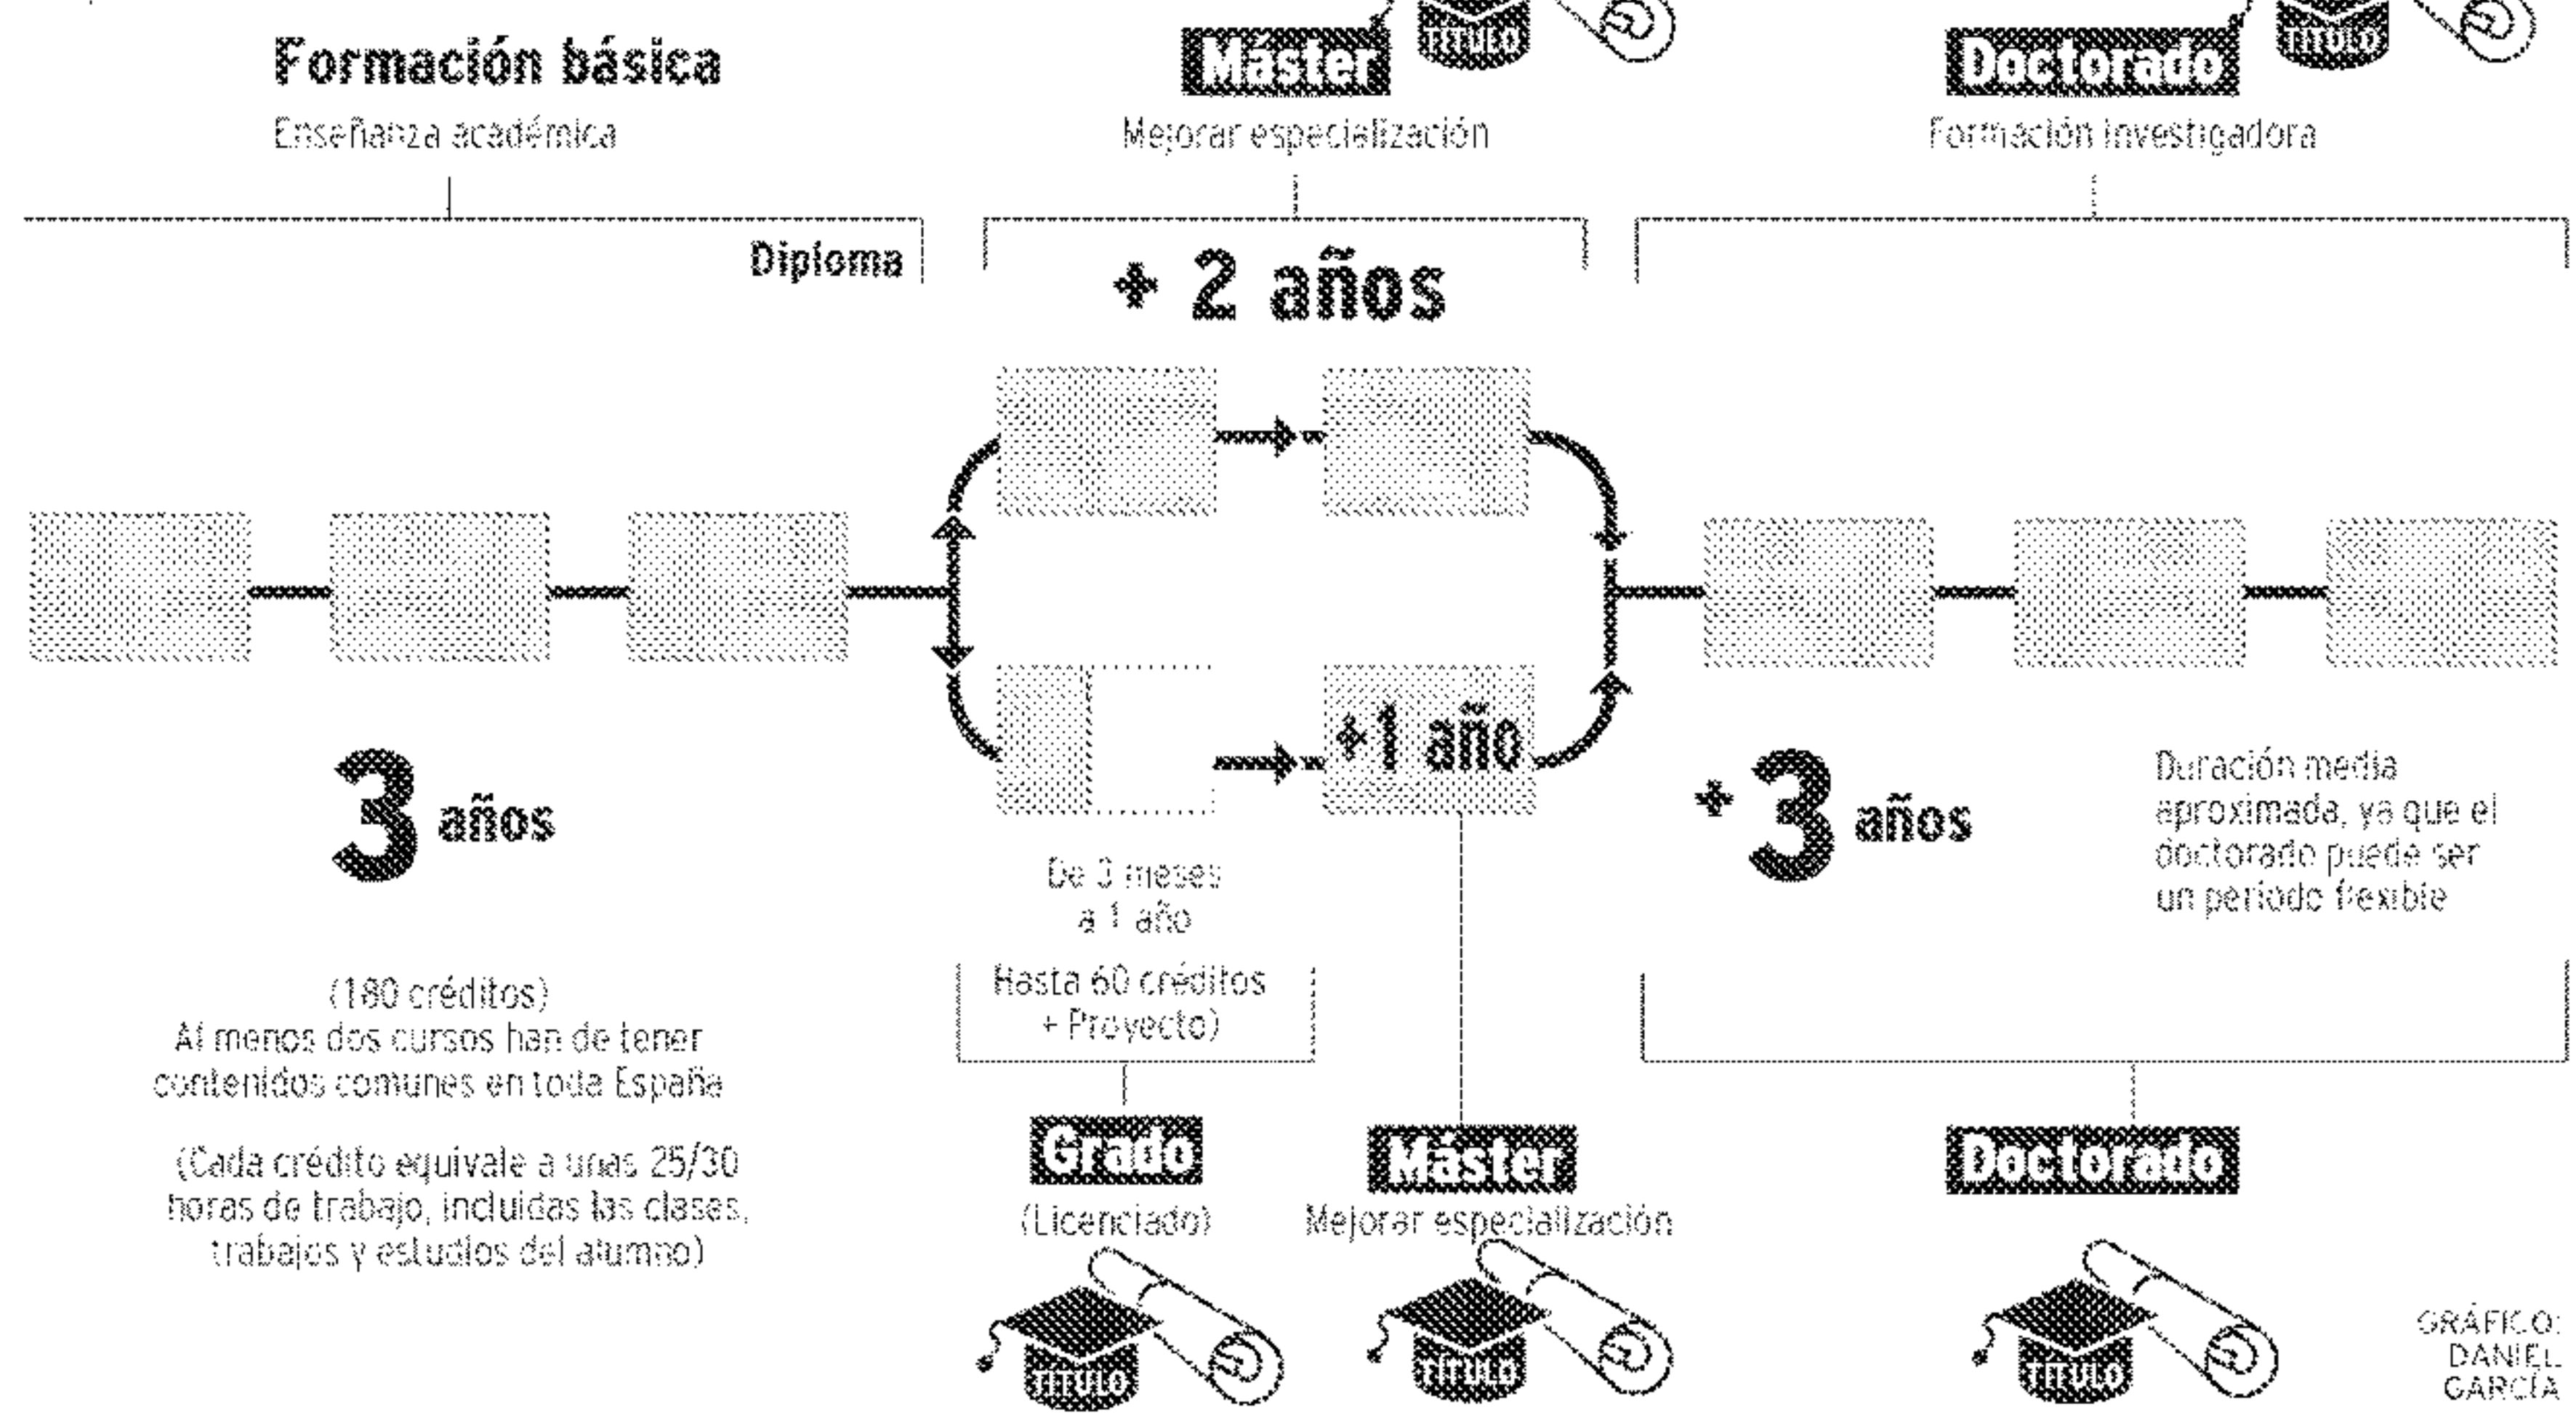 TÍTULO
TÍTULO
Formación básica
Máster
Doctorado
Enseñanza académica
Mejorar especialización
Formación investigadora
Diploma
+ 2 años
+1 año
3 años
+ 3 años
Duración media
aproximada, ya que el
doctorado puede ser
un periodo flexible
De 3 meses
a 1 año
Hasta 60 créditos
+ Proyecto)
(180 créditos)
Al menos dos cursos han de tener
contenidos comunes en toda España
(Cada crédito equivale a unas 25/30
horas de trabajo, incluidas las clases,
trabajos y estudios del alumno)
Grado
(Licenciado)
Máster
Mejorar especialización
Doctorado
TÍTULO
TÍTULO
TÍTULO
GRÁFICO:
DANIEL
GARCÍA